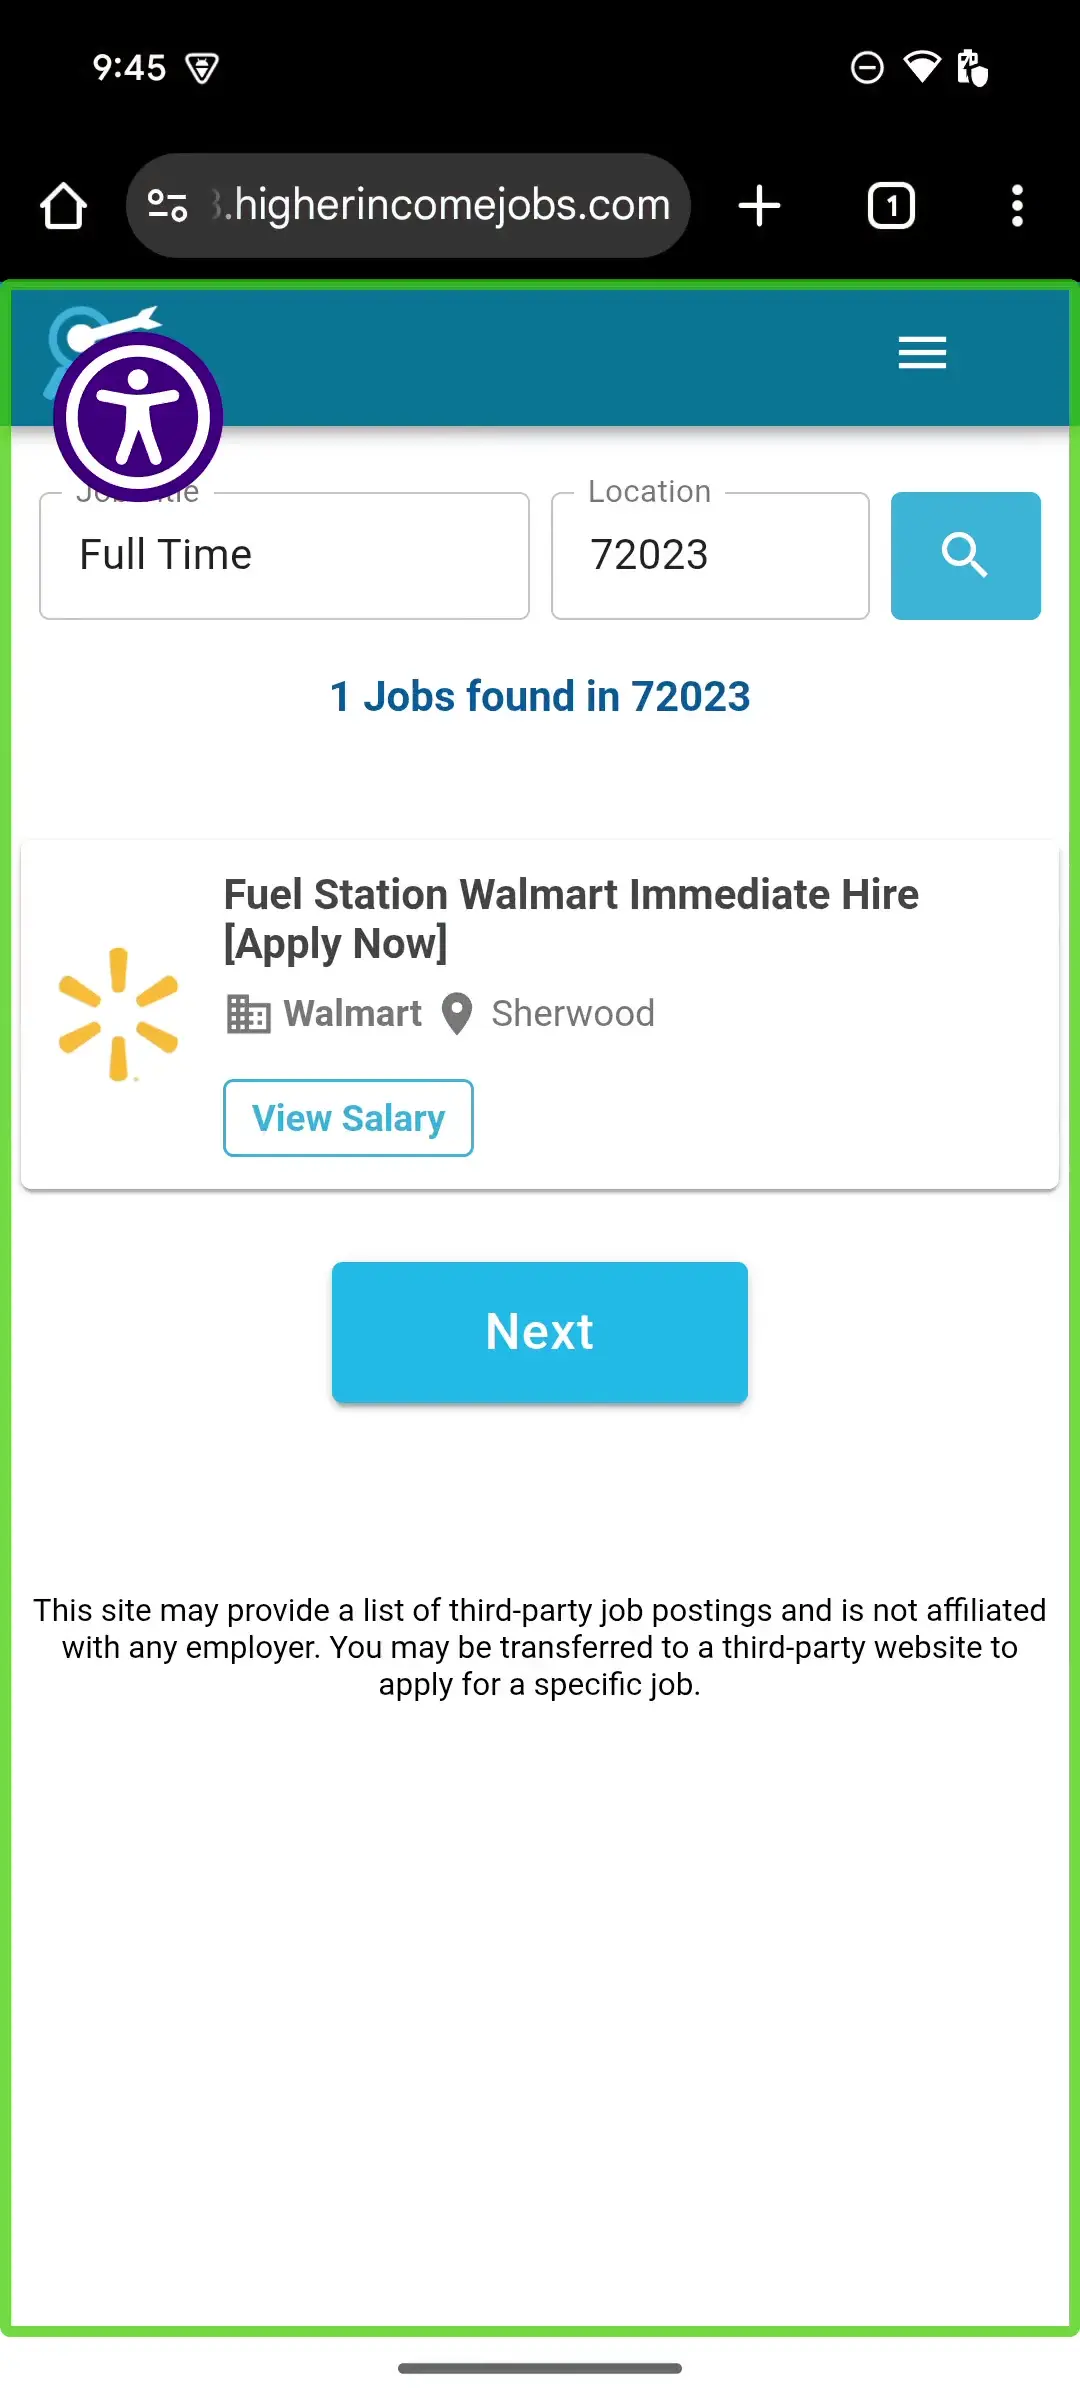 9:45
.higherincomejobs.com
1
Job Title
Location
Full Time
72023
1 Jobs found in 72023
Fuel Station Walmart Immediate Hire
[Apply Now]
Walmart Sherwood
View Salary
Next
This site may provide a list of third-party job postings and is not affiliated
with any employer. You may be transferred to a third-party website to
apply for a specific job.